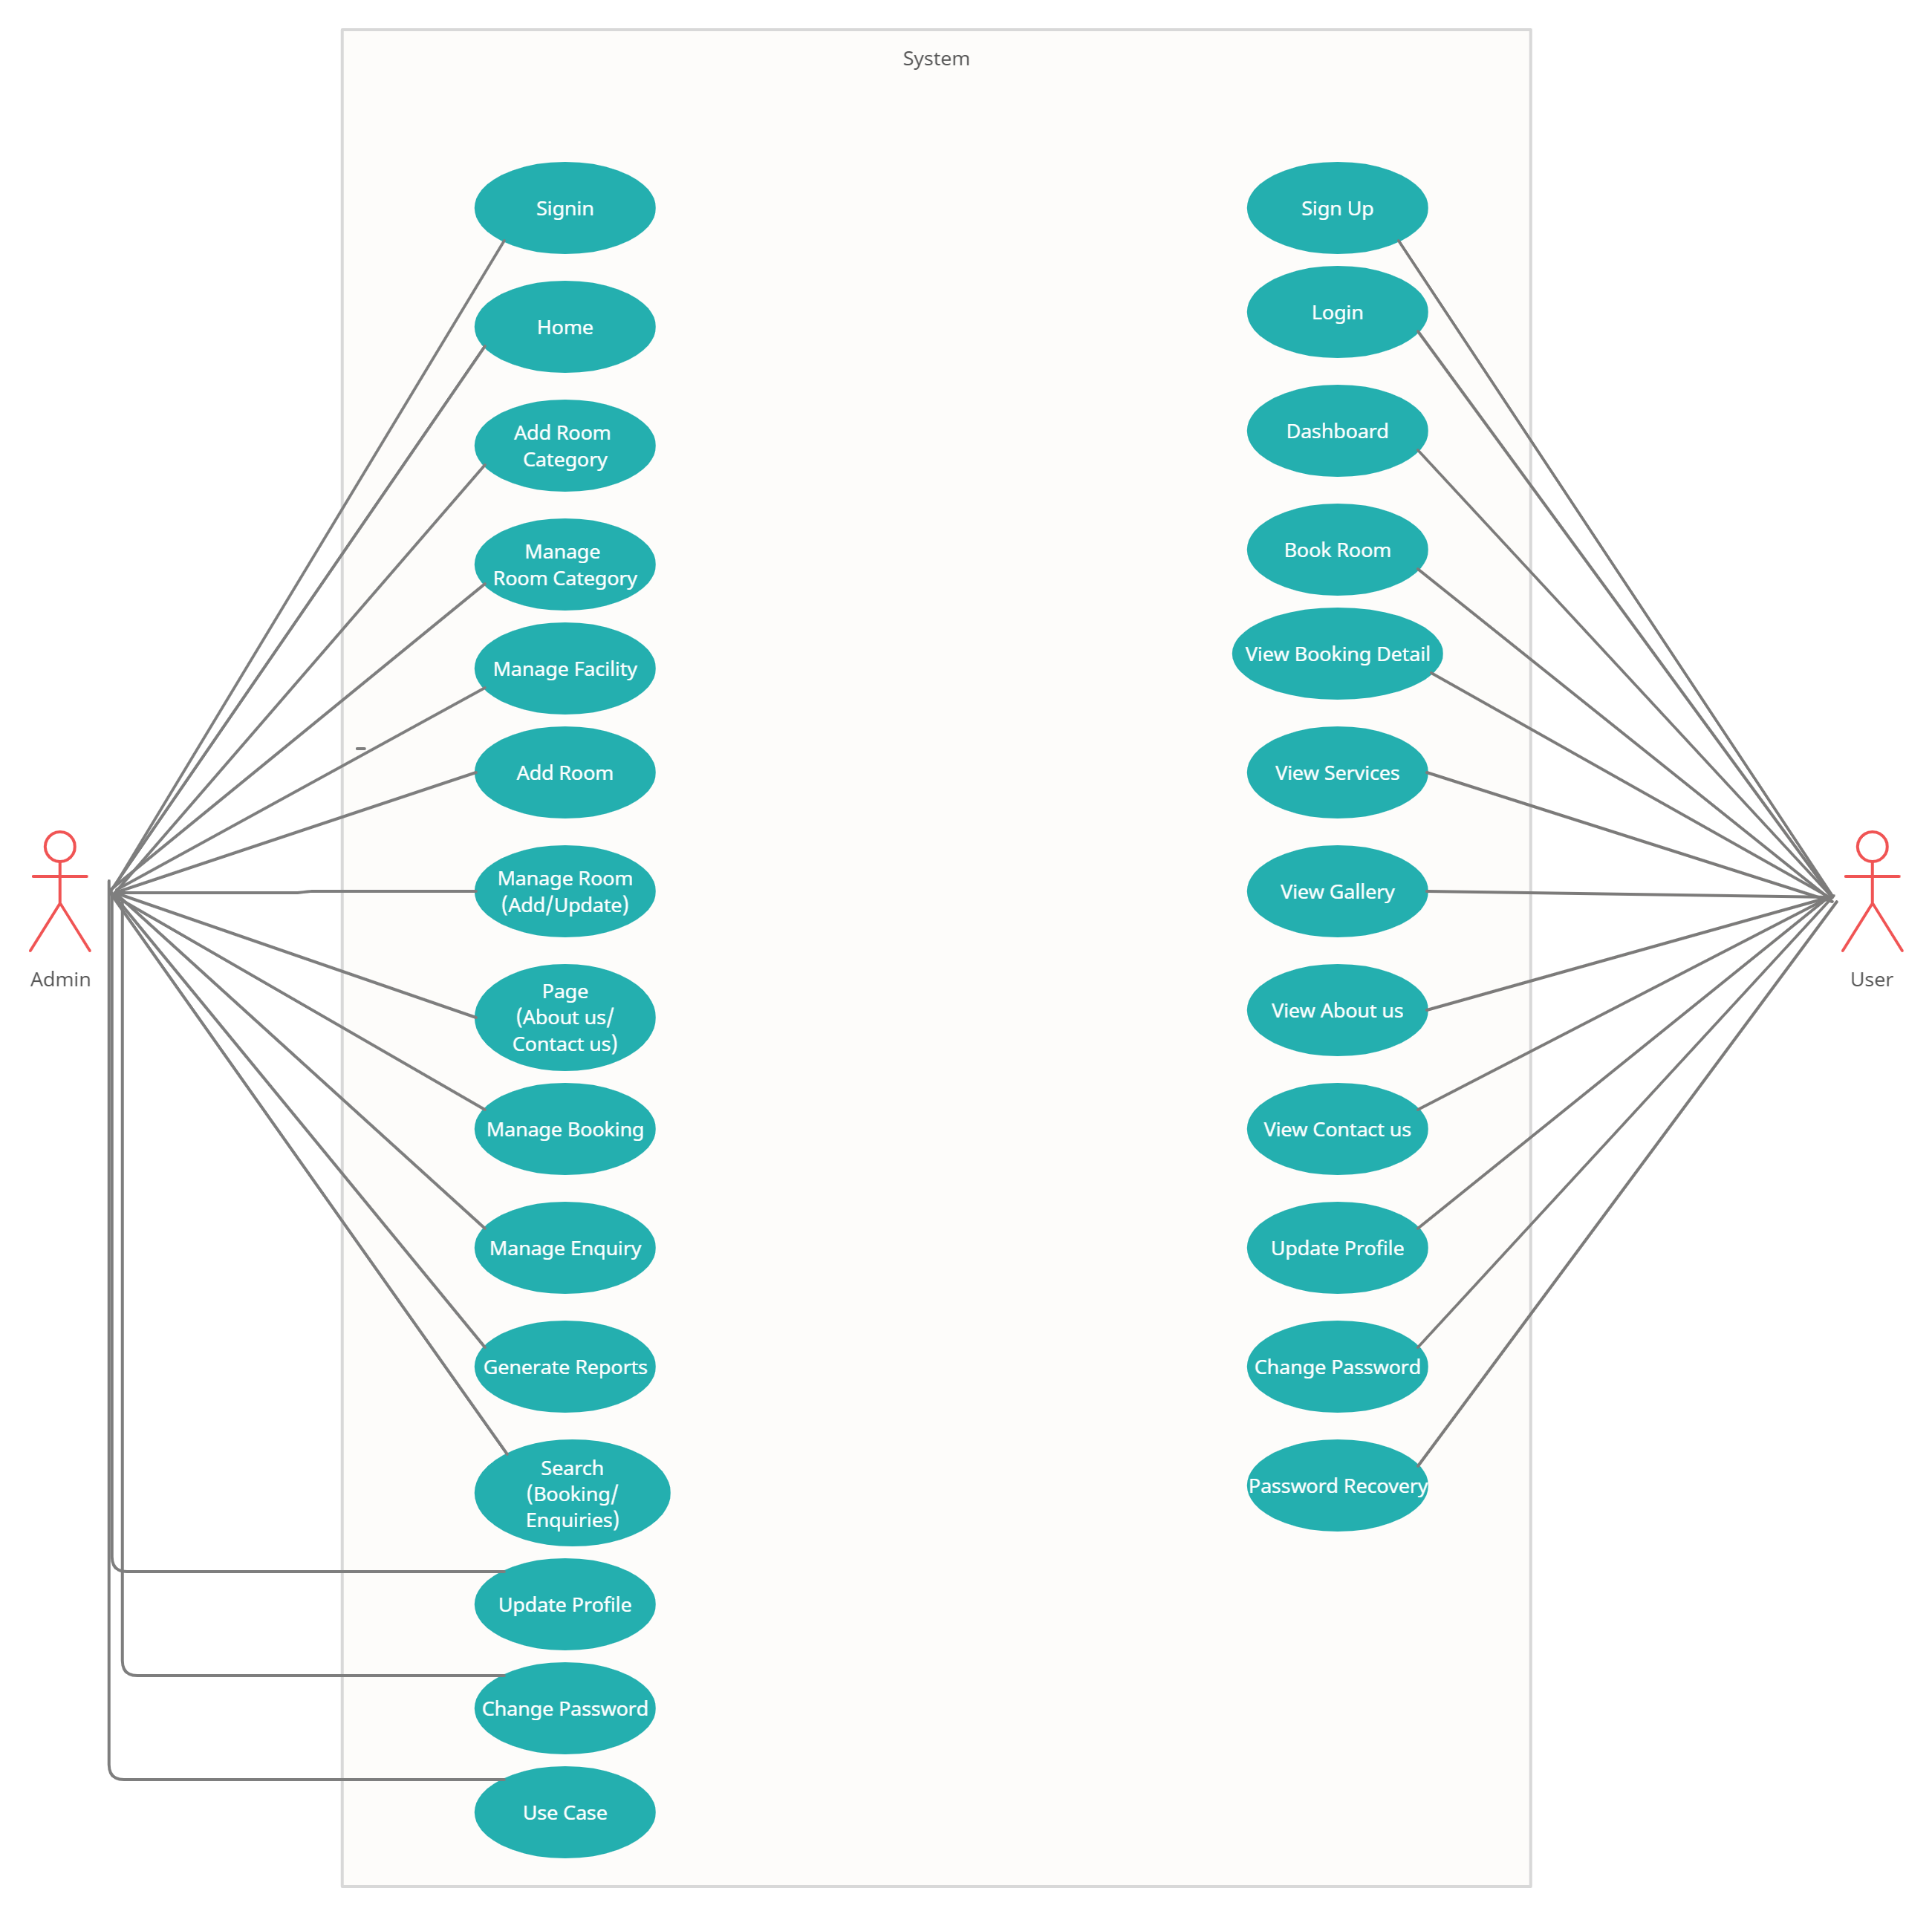 System
Signin
Home
Add Room
Category
Manage
Room Category
Manage Facility
Add Room
Manage Room
(Add/Update)
Page
(About us/
Contact us)
Manage Booking
Manage Enquiry
Generate Reports
Search
(Booking/
Enquiries)
Update Profile
Change Password
Use Case
Sign Up
Login
Dashboard
Book Room
View Booking Detail
View Services
View Gallery
View About us
View Contact us
Update Profile
Change Password
Password Recovery
Admin
User